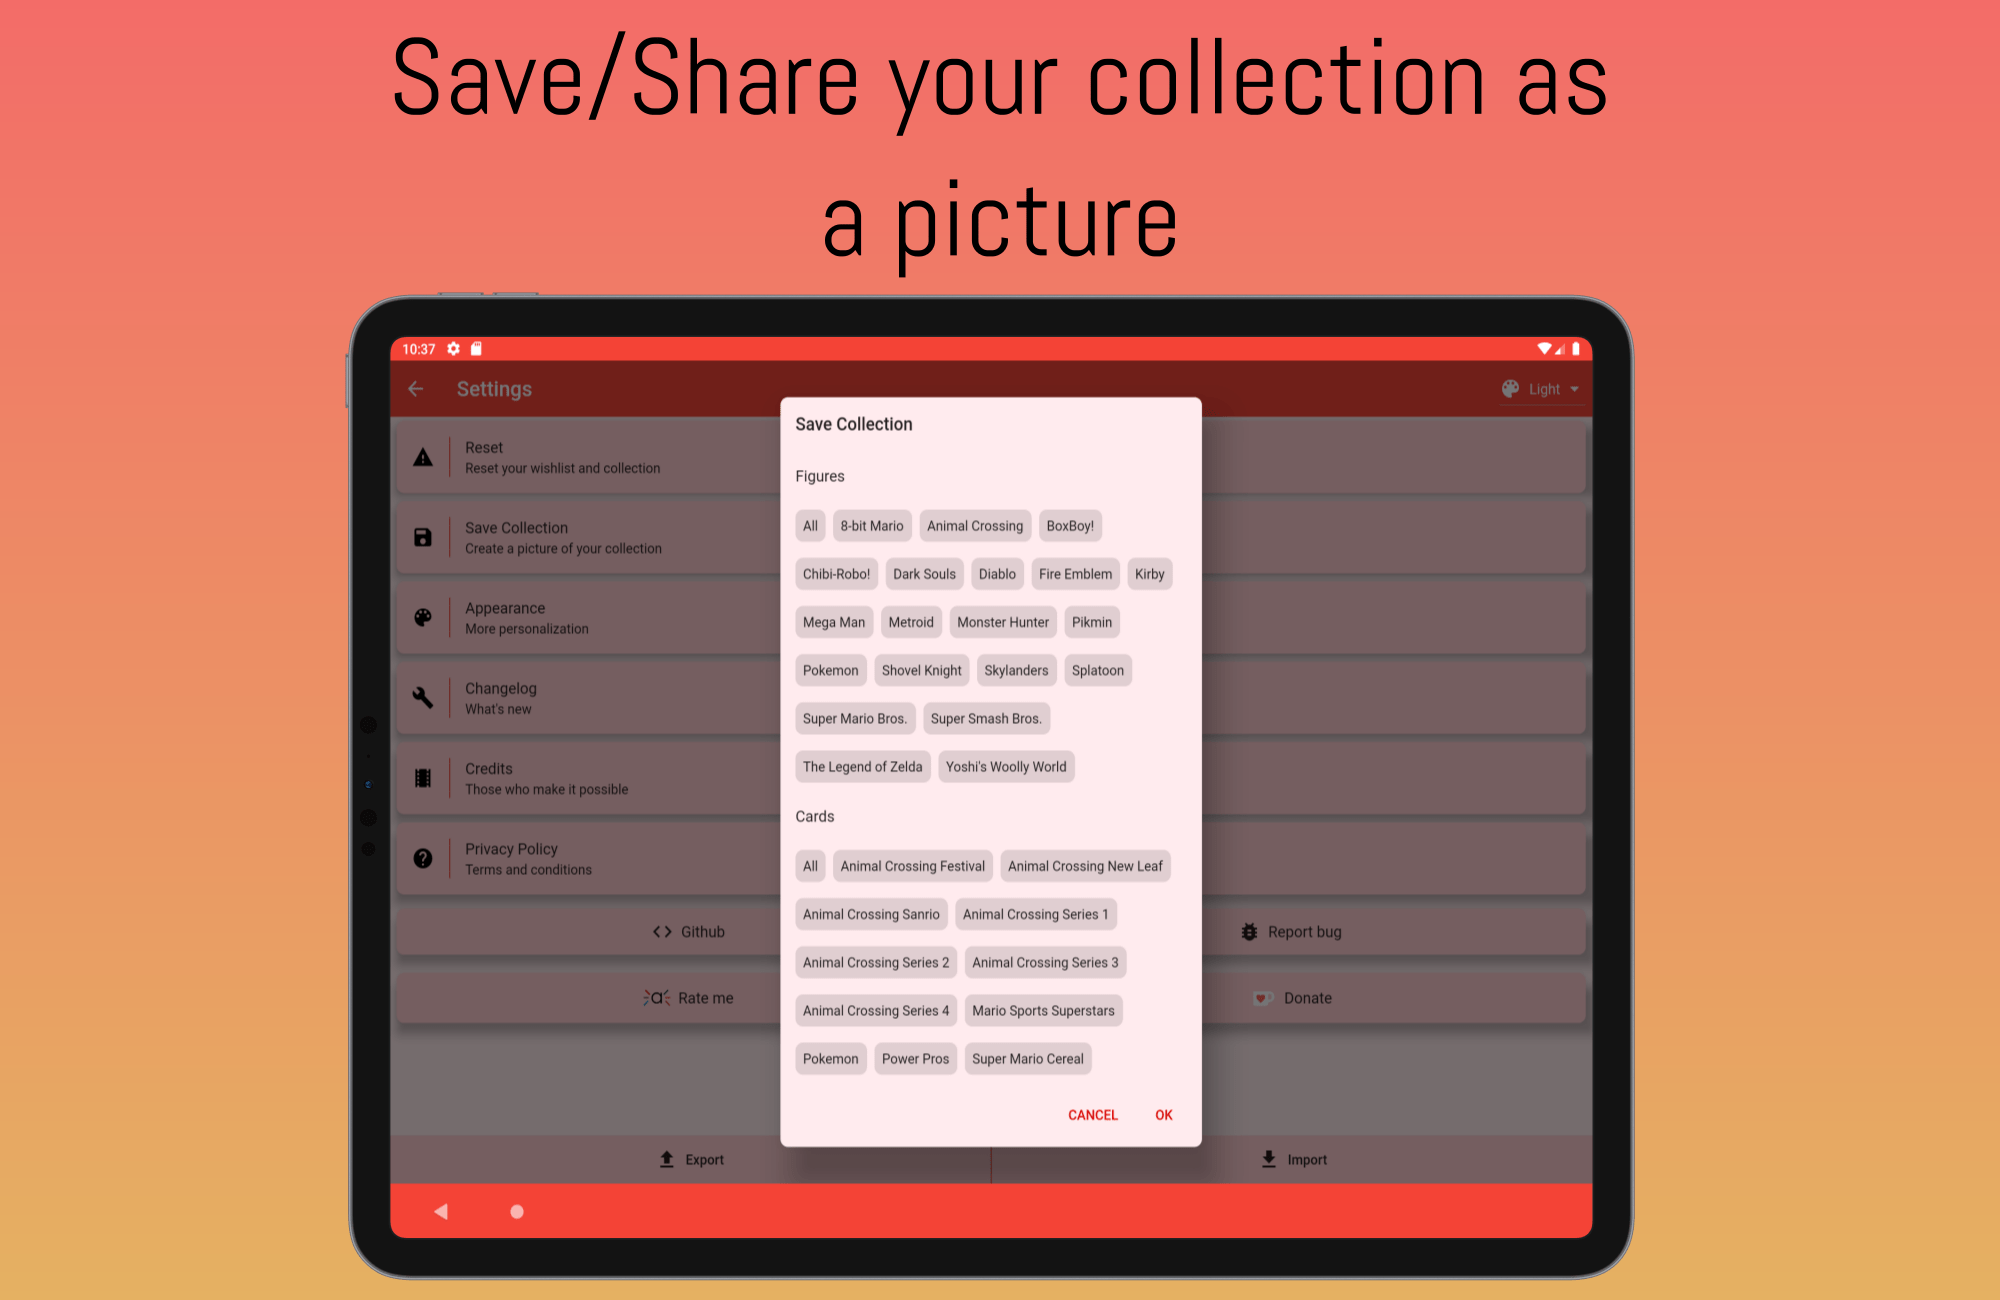 Save/Share your collection as
a picture
10:37
Settings
Light
Reset
Reset your wishlist and collection
Save Collection
Create a picture of your collection
Appearance
More personalization
Changelog
What's new
Credits
Those who make it possible
Privacy Policy
Terms and conditions
Github
Report bug
Rate me
Donate
Export
Import
Save Collection
Figures
All 8-bit Mario Animal Crossing BoxBoy!
Chibi-Robo! Dark Souls Diablo Fire Emblem Kirby
Mega Man Metroid Monster Hunter Pikmin
Pokemon Shovel Knight Skylanders Splatoon
Super Mario Bros. Super Smash Bros.
The Legend of Zelda Yoshi's Woolly World
Cards
All Animal Crossing Festival Animal Crossing New Leaf
Animal Crossing Sanrio Animal Crossing Series 1
Animal Crossing Series 2 Animal Crossing Series 3
Animal Crossing Series 4 Mario Sports Superstars
Pokemon Power Pros Super Mario Cereal
CANCEL OK